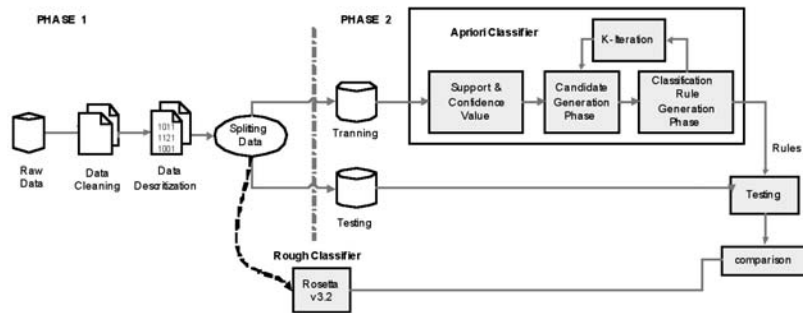 PHASE 1
PHASE 2
Apriori Classifier
K-Iteration
Support &
Confidence
Value
Candidate
Generation
Phase
Classification
Rule
Generation
Phase
1011
1121
1001
Spliting
Data
Tranning
Raw
Data
Data
Cleaning
Data
Descritization
Rules
Testing
Testing
Rough Classifier
Rosetta
v3.2
comparison